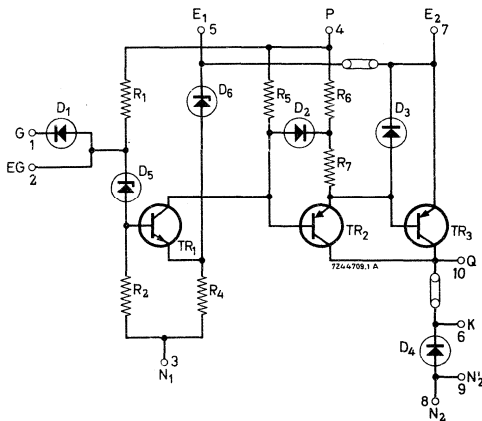 E1 P E2
5 4 7
R1 D6 R5 D2 R6 D3
D1
G
1
EG
2
D5
R7
TR1 TR2 TR3
7Z44709.1 A
Q
10
R2 R4
K
6
D4
3
N1
N'2
9
8
N2